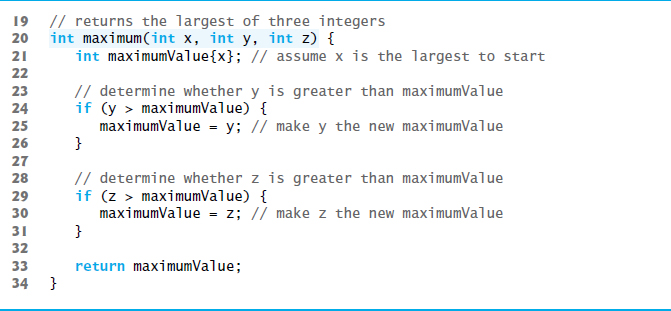 19 // returns the largest of three integers
20 int maximum(int x, int y, int z) {
21    int maximumValue{x}; // assume x is the largest to start
22
23    // determine whether y is greater than maximumValue
24    if (y > maximumValue) {
25       maximumValue = y; // make y the new maximumValue
26    }
27
28    // determine whether z is greater than maximumValue
29    if (z > maximumValue) {
30       maximumValue = z; // make z the new maximumValue
31    }
32
33    return maximumValue;
34 }